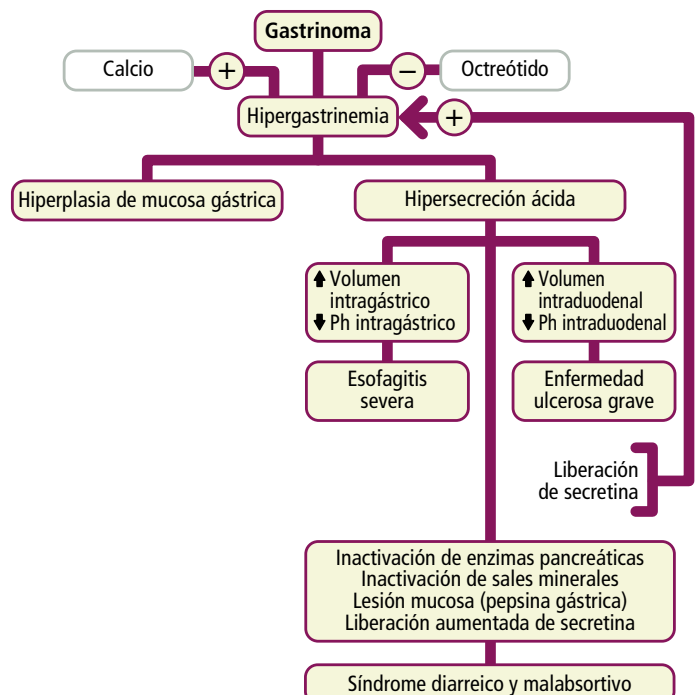 Gastrinoma
Calcio
+
−
Octreótido
Hipergastrinemia
+
Hiperplasia de mucosa gástrica
Hipersecreción ácida
Volumen
intragástrico
Ph intragástrico
Volumen
intraduodenal
Ph intraduodenal
Esofagitis
severa
Enfermedad
ulcerosa grave
Liberación
de secretina
Inactivación de enzimas pancreáticas
Inactivación de sales minerales
Lesión mucosa (pepsina gástrica)
Liberación aumentada de secretina
Síndrome diarreico y malabsortivo